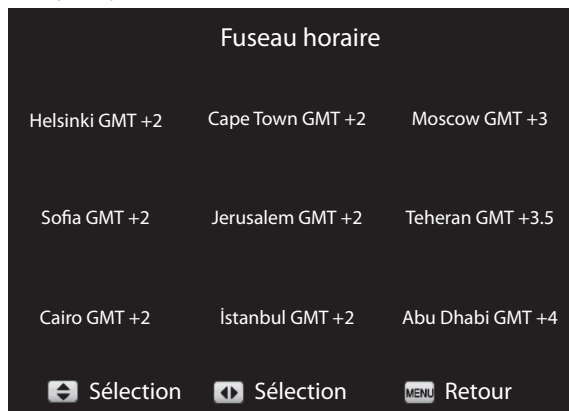 Fuseau horaire
Helsinki GMT +2 Cape Town GMT +2 Moscow GMT +3
Sofia GMT +2 Jerusalem GMT +2 Teheran GMT +3.5
Cairo GMT +2 İstanbul GMT +2 Abu Dhabi GMT +4
Sélection Sélection MENU Retour